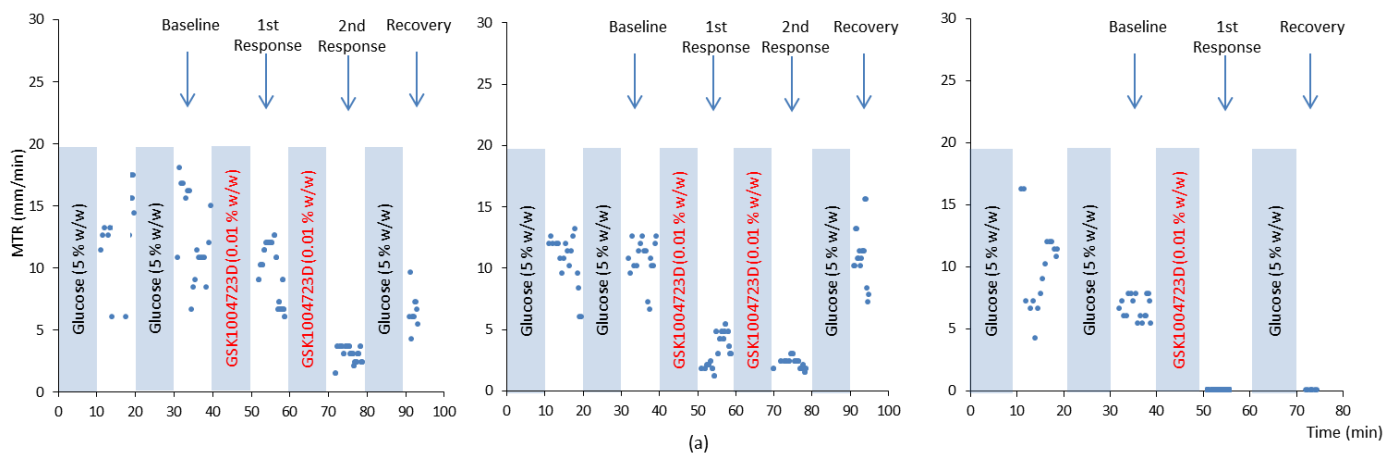 Baseline
1st
Response
2nd
Response
Recovery
MTR (mm/min)
30
25
20
15
10
5
0
Glucose (5 % w/w)
Glucose (5 % w/w)
GSK1004723D(0.01 % w/w)
GSK1004723D(0.01 % w/w)
Glucose (5 % w/w)
0 10 20 30 40 50 60 70 80 90 100
Baseline
1st
Response
2nd
Response
Recovery
30
25
20
15
10
5
0
Glucose (5 % w/w)
Glucose (5 % w/w)
GSK1004723D(0.01 % w/w)
GSK1004723D(0.01 % w/w)
Glucose (5 % w/w)
0 10 20 30 40 50 60 70 80 90 100
Baseline
1st
Response
Recovery
30
25
20
15
10
5
0
Glucose (5 % w/w)
Glucose (5 % w/w)
GSK1004723D(0.01 % w/w)
Glucose (5 % w/w)
0 10 20 30 40 50 60 70 80
Time (min)
(a)